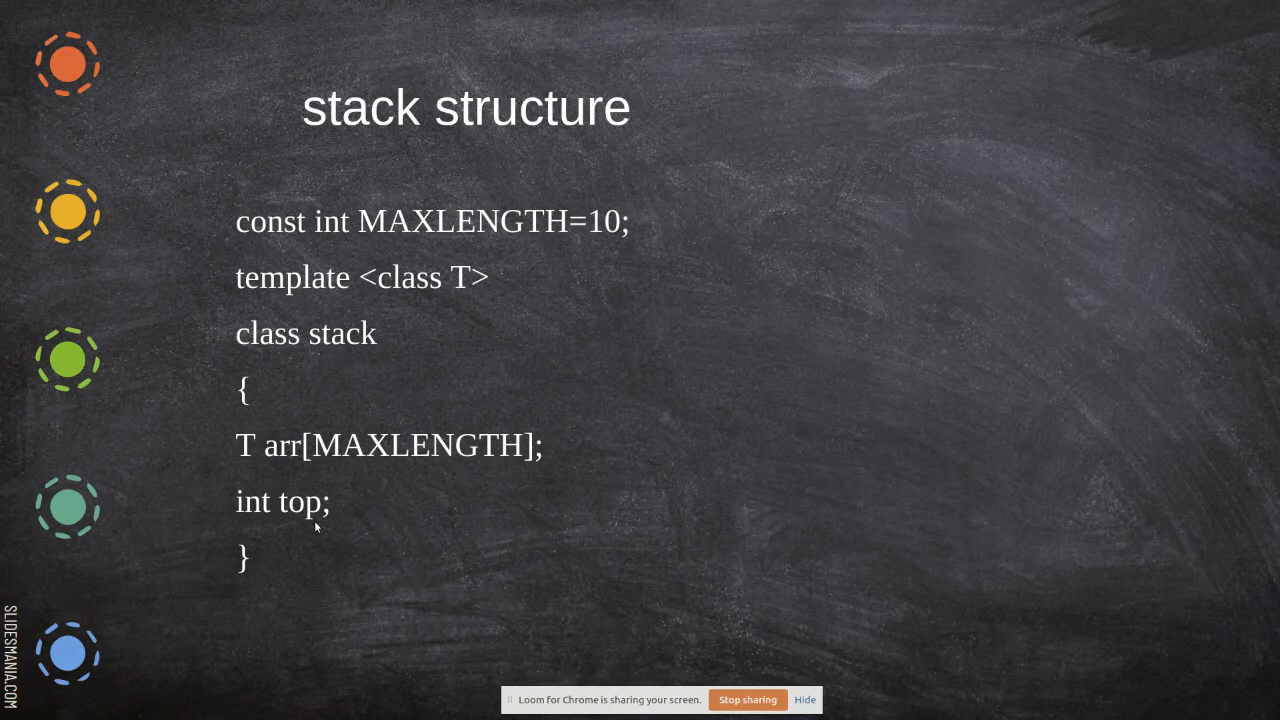 stack structure
const int MAXLENGTH=10;
template <class T>
class stack
{
T arr[MAXLENGTH];
int top;
}
SLIDESMANIA.COM
Loom for Chrome is sharing your screen. Stop sharing Hide